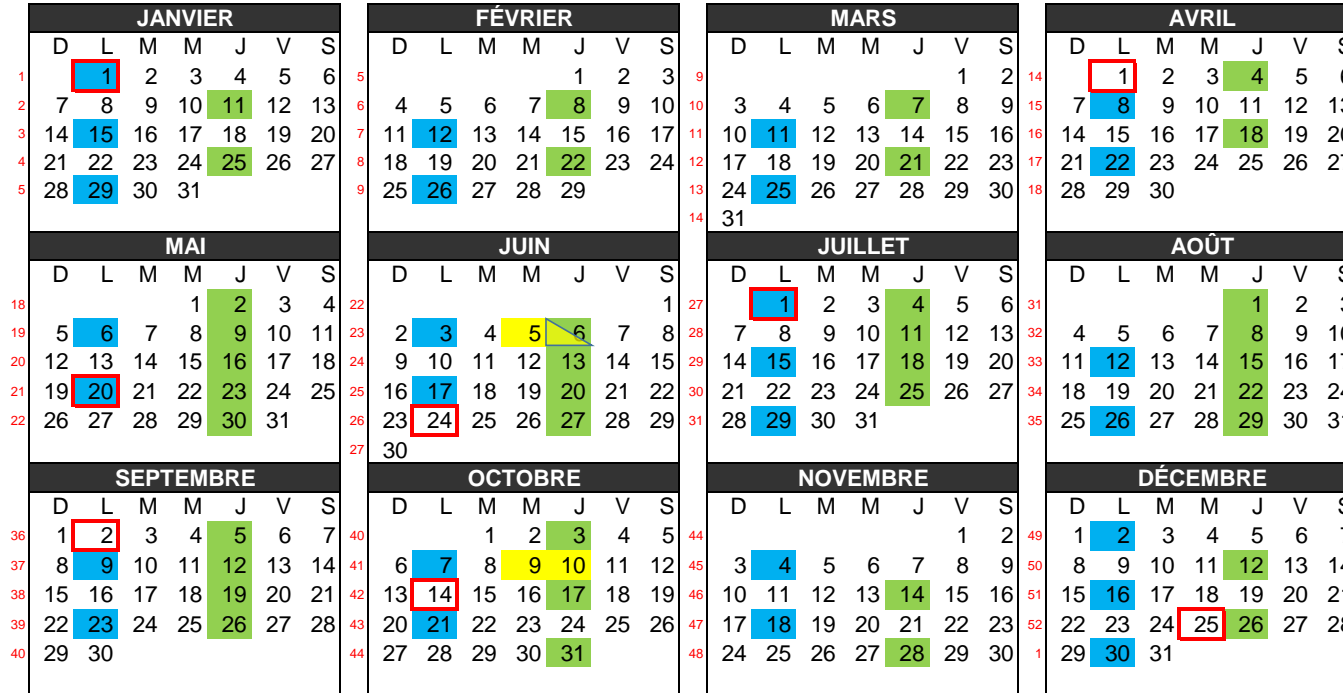 JANVIER
D L M M J V S
1 1 2 3 4 5 6
2 7 8 9 10 11 12 13
3 14 15 16 17 18 19 20
4 21 22 23 24 25 26 27
5 28 29 30 31
FÉVRIER
D L M M J V S
5 1 2 3
6 4 5 6 7 8 9 10
7 11 12 13 14 15 16 17
8 18 19 20 21 22 23 24
9 25 26 27 28 29
MARS
D L M M J V S
9 1 2
10 3 4 5 6 7 8 9
11 10 11 12 13 14 15 16
12 17 18 19 20 21 22 23
13 24 25 26 27 28 29 30
14 31
AVRIL
D L M M J V
14 1 2 3 4 5
15 7 8 9 10 11 12
16 14 15 16 17 18 19
17 21 22 23 24 25 26
18 28 29 30
MAI
D L M M J V S
18 1 2 3 4
19 5 6 7 8 9 10 11
20 12 13 14 15 16 17 18
21 19 20 21 22 23 24 25
22 26 27 28 29 30 31
JUIN
D L M M J V S
22 1
23 2 3 4 5 6 7 8
24 9 10 11 12 13 14 15
25 16 17 18 19 20 21 22
26 23 24 25 26 27 28 29
27 30
JUILLET
D L M M J V S
27 1 2 3 4 5 6
28 7 8 9 10 11 12 13
29 14 15 16 17 18 19 20
30 21 22 23 24 25 26 27
31 28 29 30 31
AOÛT
D L M M J V
31 1 2
32 4 5 6 7 8 9
33 11 12 13 14 15 16
34 18 19 20 21 22 23
35 25 26 27 28 29 30
SEPTEMBRE
D L M M J V S
36 1 2 3 4 5 6 7
37 8 9 10 11 12 13 14
38 15 16 17 18 19 20 21
39 22 23 24 25 26 27 28
40 29 30
OCTOBRE
D L M M J V S
40 1 2 3 4 5
41 6 7 8 9 10 11 12
42 13 14 15 16 17 18 19
43 20 21 22 23 24 25 26
44 27 28 29 30 31
NOVEMBRE
D L M M J V S
44 1 2
45 3 4 5 6 7 8 9
46 10 11 12 13 14 15 16
47 17 18 19 20 21 22 23
48 24 25 26 27 28 29 30
DÉCEMBRE
D L M M J V
49 1 2 3 4 5 6
50 8 9 10 11 12 13
51 15 16 17 18 19 20
52 22 23 24 25 26 27
1 29 30 31